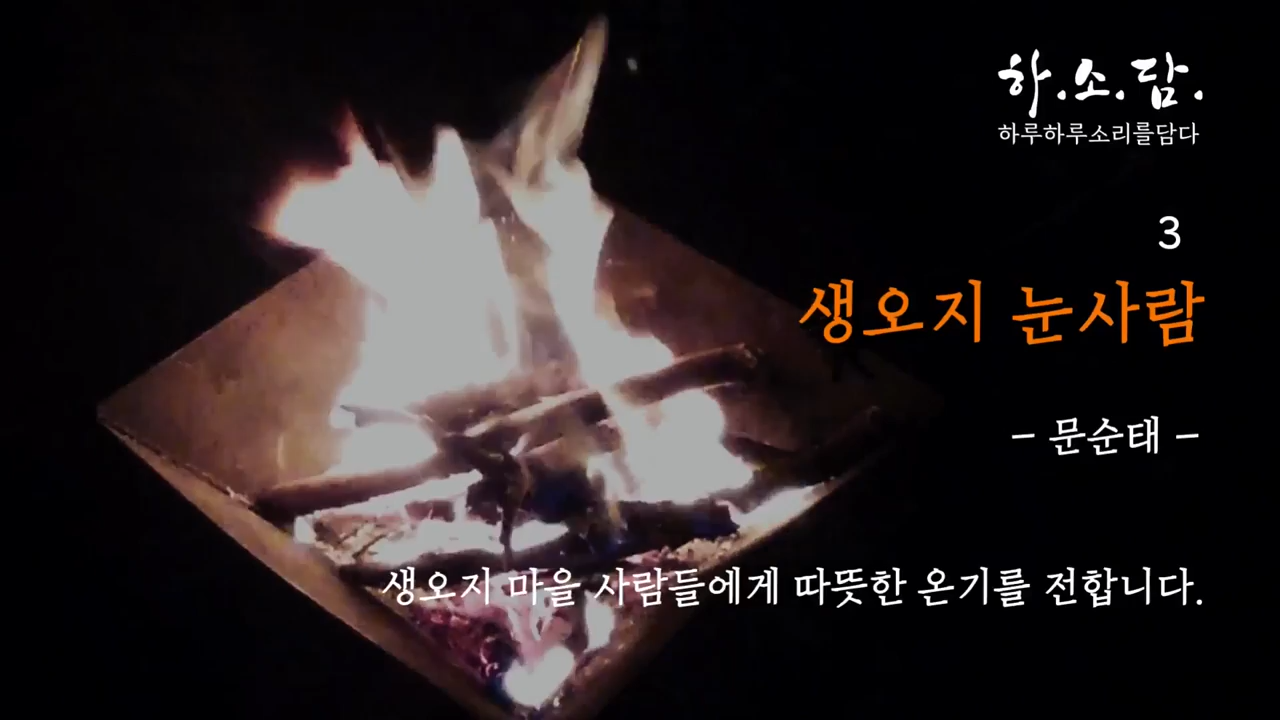 하.소.담.
하루하루소리를담다
3
생오지 눈사람
- 문순태 -
생오지 마을 사람들에게 따뜻한 온기를 전합니다.